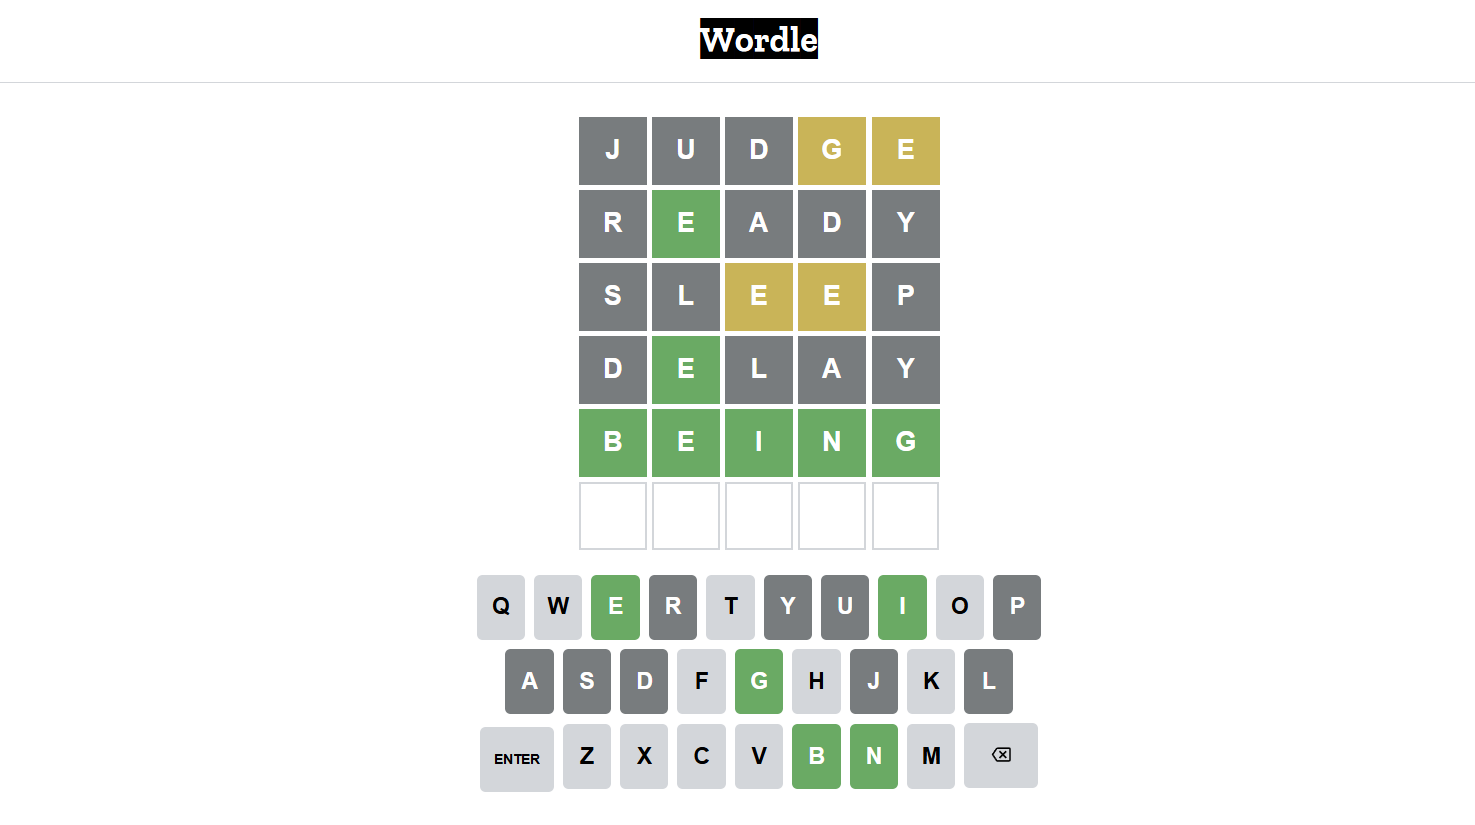 Wordle
J U D G E
R E A D Y
S L E E P
D E L A Y
B E I N G
Q W E R T Y U I O P
A S D F G H J K L
ENTER Z X C V B N M